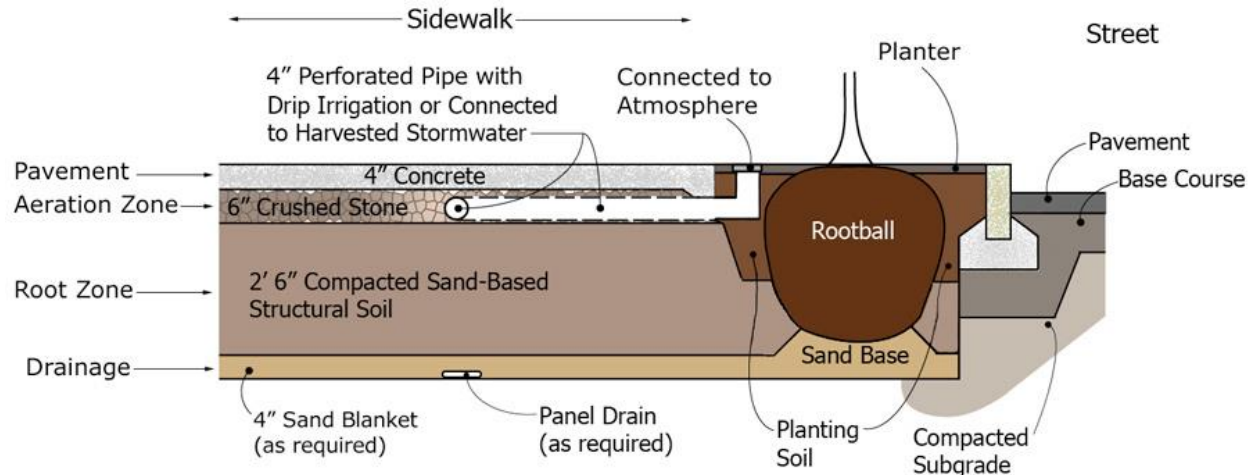 Sidewalk
Street
4” Perforated Pipe with
Drip Irrigation or Connected
to Harvested Stormwater
Connected to
Atmosphere
Planter
Pavement
Aeration Zone
Root Zone
Drainage
4” Concrete
6” Crushed Stone
2’ 6” Compacted Sand-Based
Structural Soil
Rootball
Sand Base
Pavement
Base Course
4” Sand Blanket
(as required)
Panel Drain
(as required)
Planting
Soil
Compacted
Subgrade